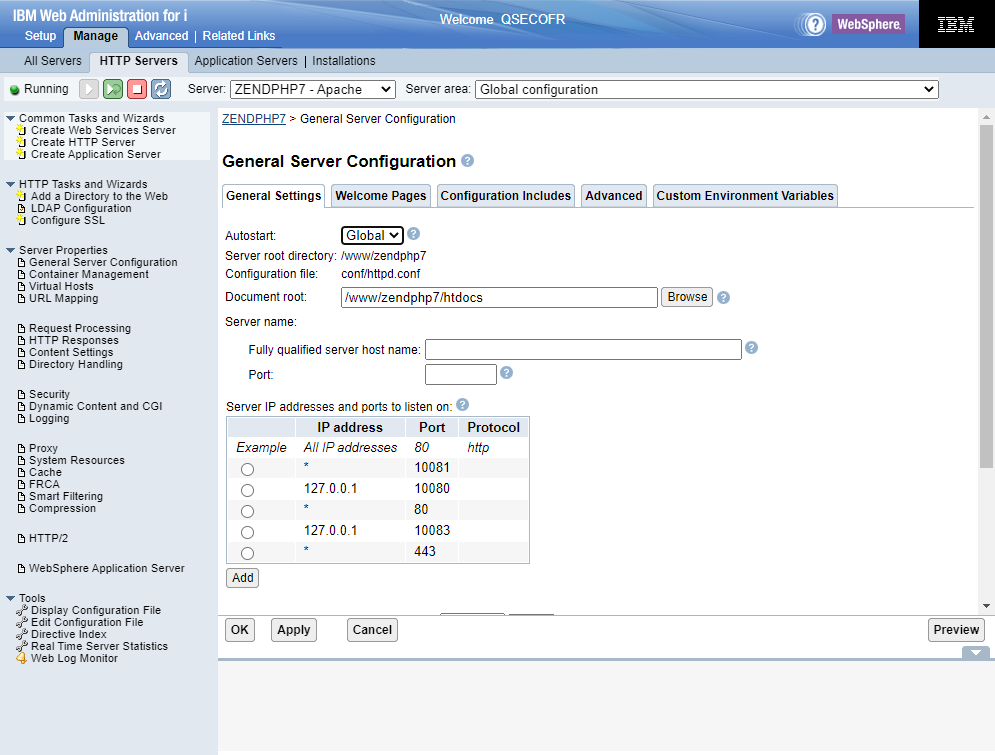 IBM Web Administration for i
Welcome QSECOFR
WebSphere.
IBM
Setup Manage Advanced | Related Links
All Servers HTTP Servers Application Servers | Installations
Running Server: ZENDPHP7 - Apache Server area: Global configuration
Common Tasks and Wizards
Create Web Services Server
Create HTTP Server
Create Application Server
HTTP Tasks and Wizards
Add a Directory to the Web
LDAP Configuration
Configure SSL
Server Properties
General Server Configuration
Container Management
Virtual Hosts
URL Mapping
Request Processing
HTTP Responses
Content Settings
Directory Handling
Security
Dynamic Content and CGI
Logging
Proxy
System Resources
Cache
FRCA
Smart Filtering
Compression
HTTP/2
WebSphere Application Server
Tools
Display Configuration File
Edit Configuration File
Directive Index
Real Time Server Statistics
Web Log Monitor
ZENDPHP7 > General Server Configuration
General Server Configuration ?
General Settings Welcome Pages Configuration Includes Advanced Custom Environment Variables
Autostart: Global ?
Server root directory: /www/zendphp7
Configuration file: conf/httpd.conf
Document root: /www/zendphp7/htdocs Browse ?
Server name:
Fully qualified server host name: ?
Port: ?
Server IP addresses and ports to listen on: ?
IP address Port Protocol
Example All IP addresses 80 http
* 10081
127.0.0.1 10080
* 80
127.0.0.1 10083
* 443
Add
OK Apply Cancel Preview